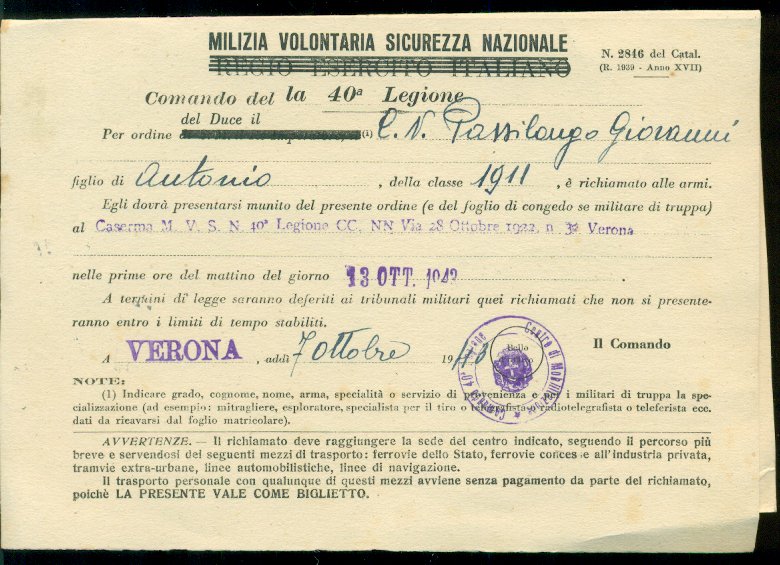 MILIZIA VOLONTARIA SICUREZZA NAZIONALE
REGIO ESERCITO ITALIANO
N. 2846 del Catal.
(R. 1939 - Anno XVII)
Comando del la 40ª Legione
del Duce il
Per ordine (1) C.N. Passilongo Giovanni
figlio di Antonio, della classe 1911, è richiamato alle armi.
Egli dovrà presentarsi munito del presente ordine (e del foglio di congedo se militare di truppa)
al Caserma M. V. S. N. 40ª Legione CC. NN Via 28 Ottobre 1922. n 32 Verona
nelle prime ore del mattino del giorno 13 OTT. 1943
A termini di legge saranno deferiti ai tribunali militari quei richiamati che non si presente-
ranno entro i limiti di tempo stabiliti.
Il Comando
A VERONA, addì 7 ottobre 1943
Bollo
Centro di
NOTE:
(1) Indicare grado, cognome, nome, arma, specialità o servizio di provenienza e per i militari di truppa la spe-
cializzazione (ad esempio: mitragliere, esploratore, specialista per il tiro o telegrafista o radiotelegrafista o teleferista ecc.
dati da ricavarsi dal foglio matricolare).
AVVERTENZE. — Il richiamato deve raggiungere la sede del centro indicato, seguendo il percorso più
breve e servendosi dei seguenti mezzi di trasporto: ferrovie dello Stato, ferrovie concesse all'industria privata,
tramvie extra-urbane, linee automobilistiche, linee di navigazione.
Il trasporto personale con qualunque di questi mezzi avviene senza pagamento da parte del richiamato,
poichè LA PRESENTE VALE COME BIGLIETTO.